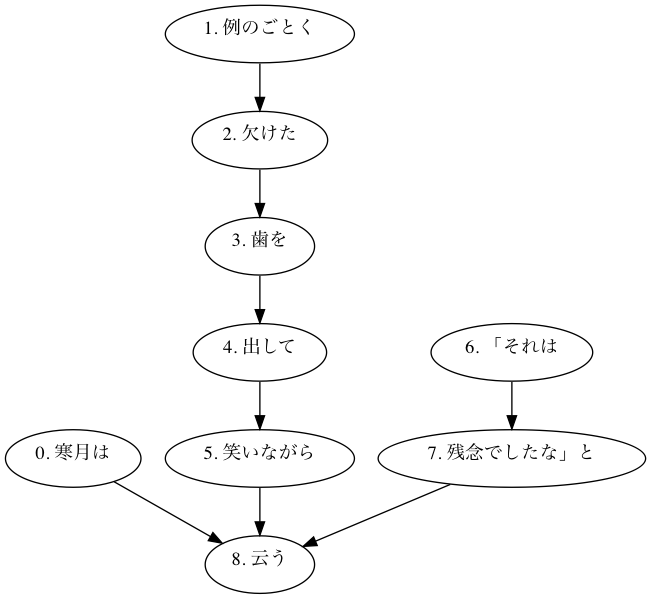 1. 例のごとく
2. 欠けた
3. 歯を
4. 出して
6. 「それは
0. 寒月は
5. 笑いながら
7. 残念でしたな」と
8. 云う